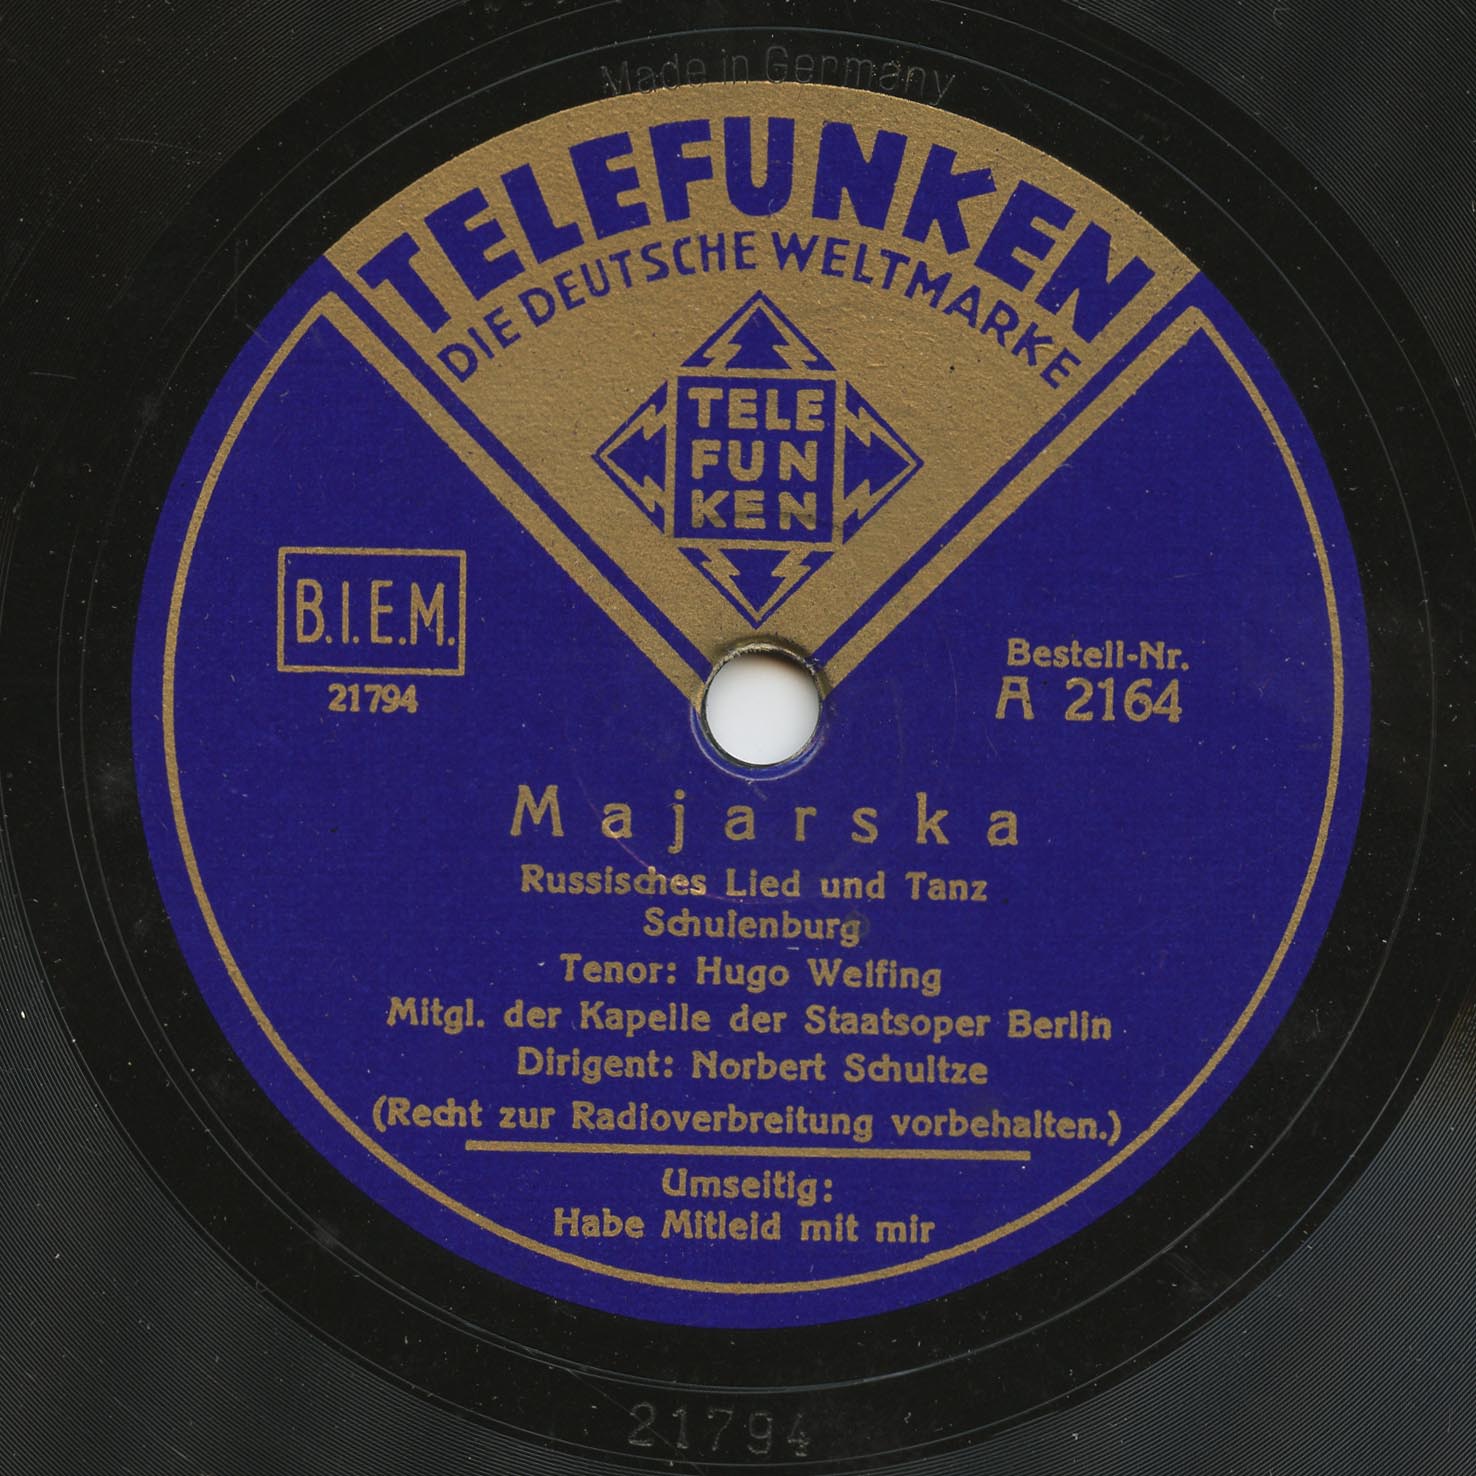 Made in Germany
TELEFUNKEN
DIE DEUTSCHE WELTMARKE
TELE
FUN
KEN
B.I.E.M.
21794
Bestell-Nr.
A 2164
Majarska
Russisches Lied und Tanz
Schulenburg
Tenor: Hugo Welfing
Mitgl. der Kapelle der Staatsoper Berlin
Dirigent: Norbert Schultze
(Recht zur Radioverbreitung vorbehalten.)
Umseitig:
Habe Mitleid mit mir
21794